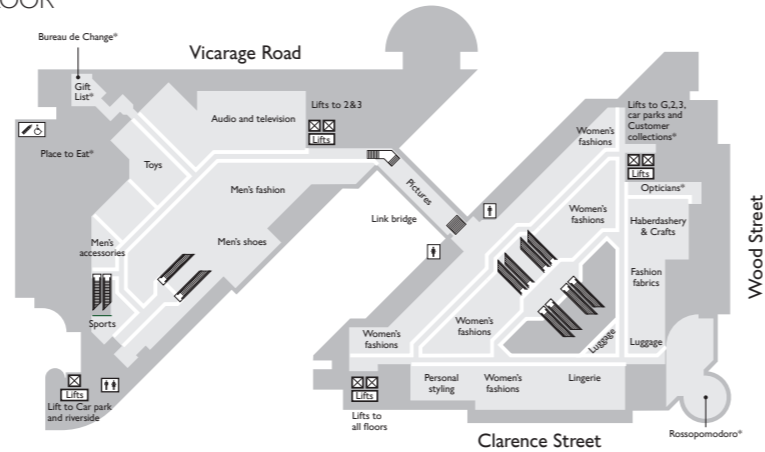 OOR
Bureau de Change*
Vicarage Road
Gift
List*
Audio and television
Lifts to 2&3
Lifts
Place to Eat*
Toys
Men's fashion
Pictures
Link bridge
Men's shoes
Men's
accessories
Sports
Lifts
Lift to Car park
and riverside
Lifts to G,2,3,
car parks and
Customer
collections*
Lifts
Women's
fashions
Opticians*
Women's
fashions
Haberdashery
& Crafts
Wood Street
Fashion
fabrics
Women's
fashions
Women's
fashions
Luggage
Luggage
Lifts
Lifts to
all floors
Personal
styling
Women's
fashions
Lingerie
Rossopomodoro*
Clarence Street